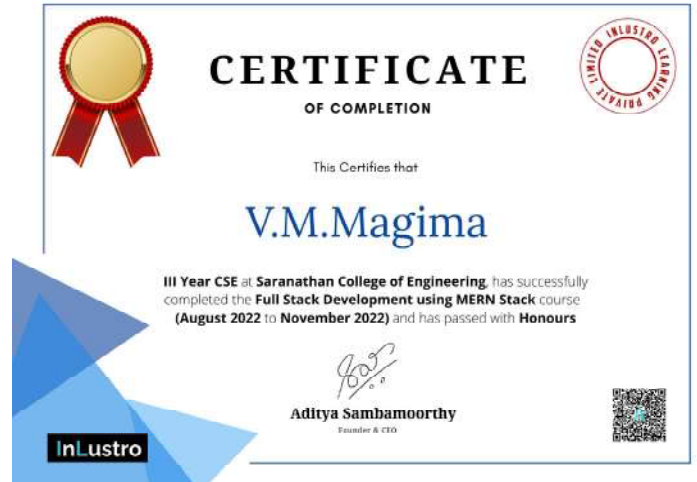 CERTIFICATE
OF COMPLETION
INLUSTRO LEARNING PRIVATE LIMITED
This Certifies that
V.M.Magima
III Year CSE at Saranathan College of Engineering, has successfully
completed the Full Stack Development using MERN Stack course
(August 2022 to November 2022) and has passed with Honours
Aditya Sambamoorthy
Founder & CEO
InLustro